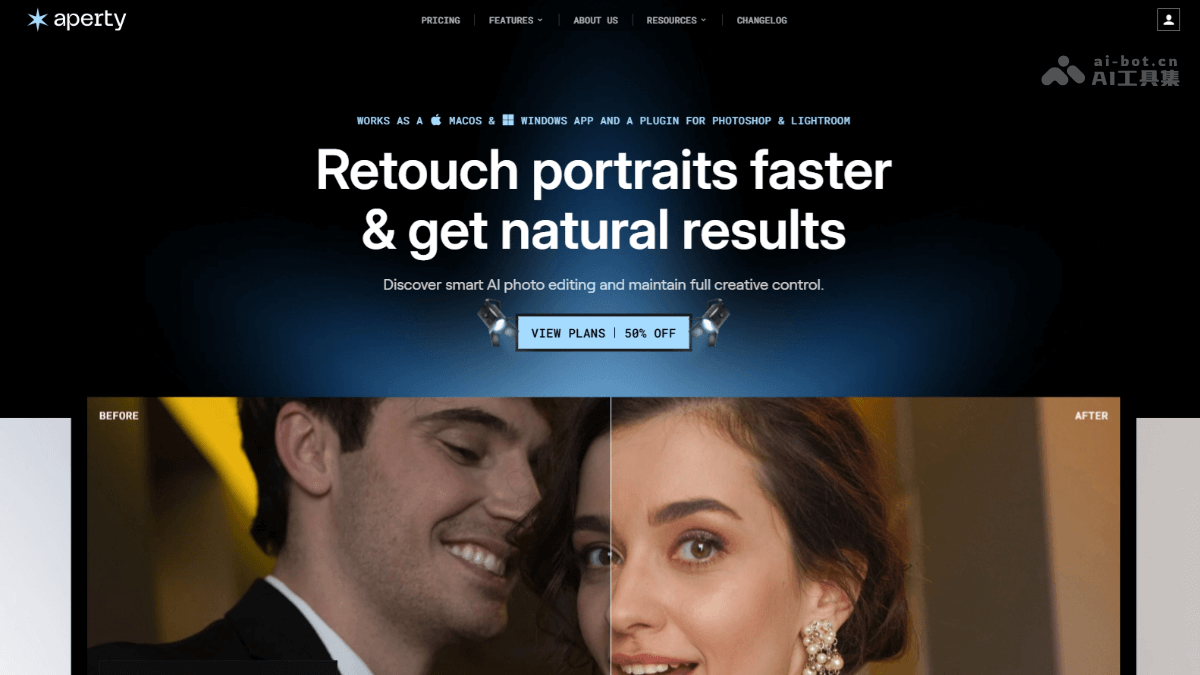 aperty
PRICING
FEATURES
ABOUT US
RESOURCES
CHANGELOG
ai-bot.cn
AI工具集
WORKS AS A MACOS & WINDOWS APP AND A PLUGIN FOR PHOTOSHOP & LIGHTROOM
Retouch portraits faster
& get natural results
Discover smart AI photo editing and maintain full creative control.
VIEW PLANS | 50% OFF
BEFORE
AFTER